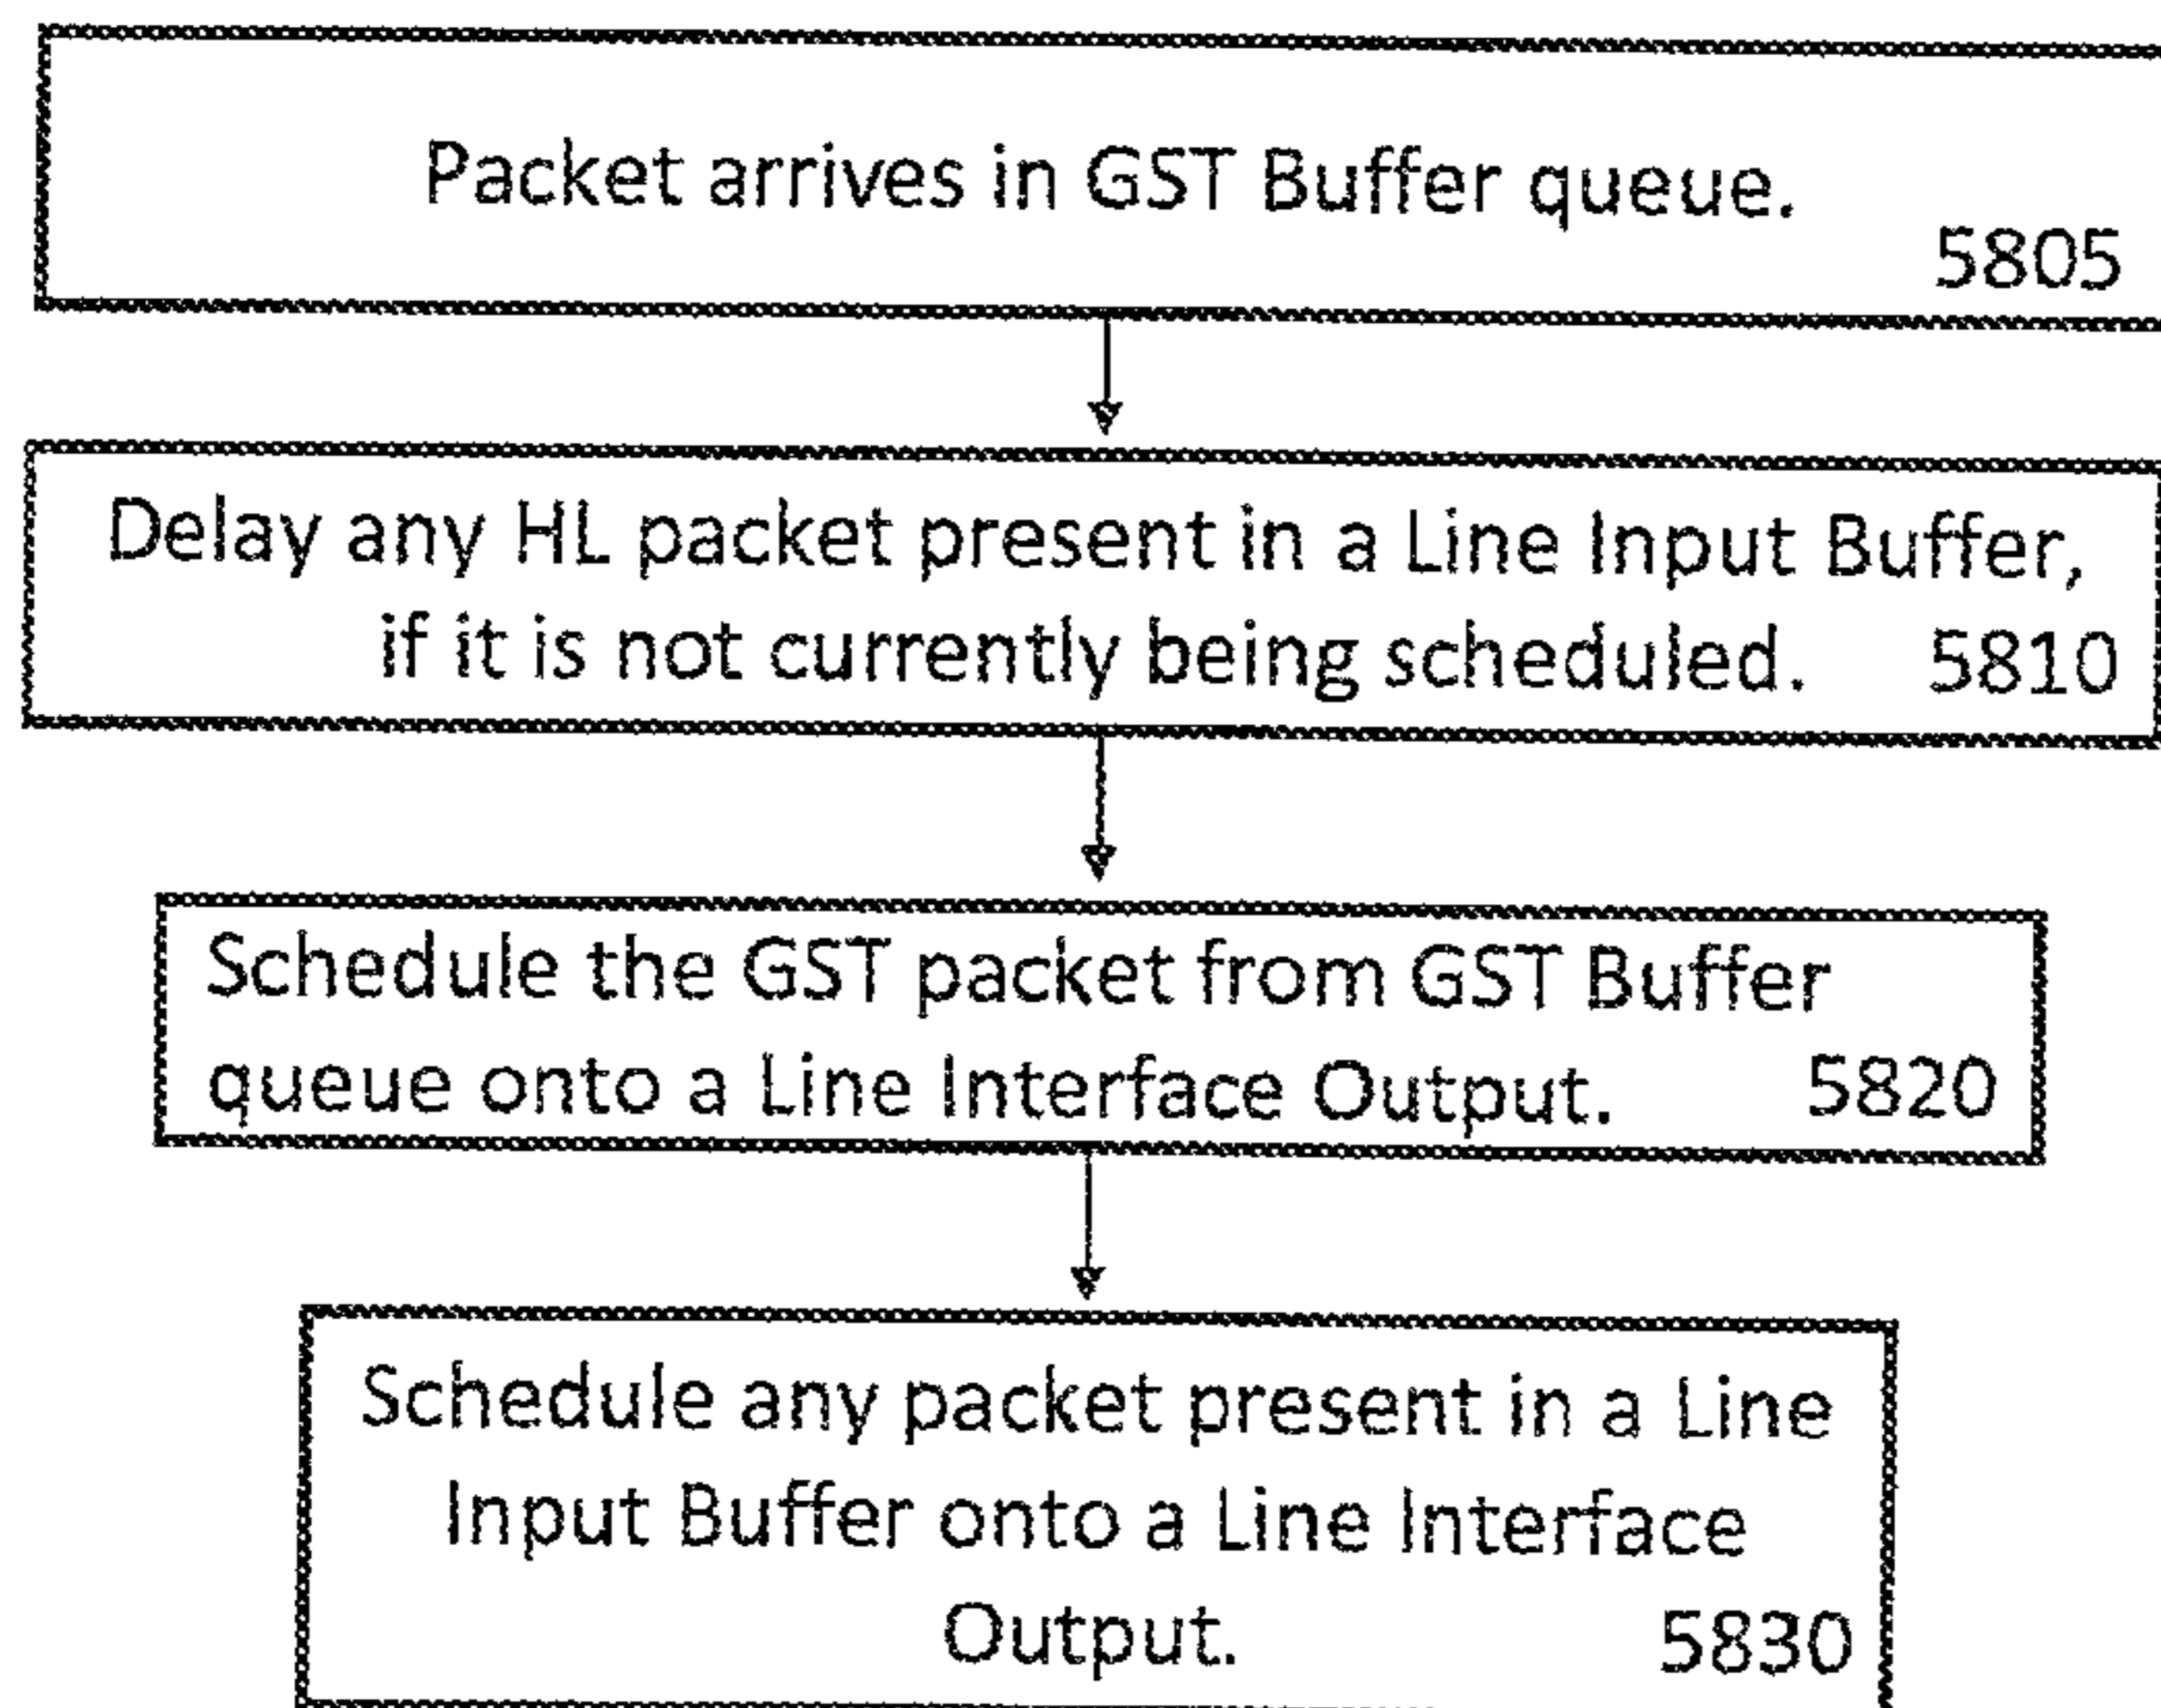 Packet arrives in GST Buffer queue.
5805
Delay any HL packet present in a Line Input Buffer,
if it is not currently being scheduled. 5810
Schedule the GST packet from GST Buffer
queue onto a Line Interface Output. 5820
Schedule any packet present in a Line
Input Buffer onto a Line Interface
Output. 5830